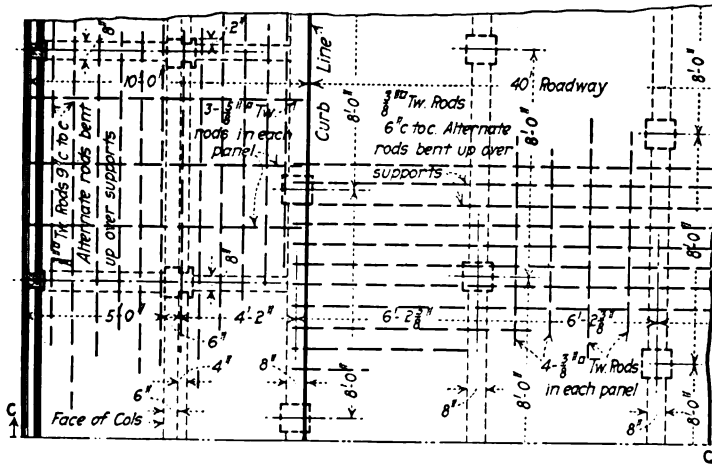 8"
2"
10'-0"
3-5/16"□ Tw.
rods in each
panel
Curb Line
40' Roadway
3/8"□ Tw. Rods
6" c to c. Alternate
rods bent up over
supports
8'-0"
8'-0"
8'-0"
8'-0"
Tw. Rods 9" c to c.
Alternate rods bent
up over supports
8"
5'-0"
4'-2"
6'-2 3/8"
6'-2 3/8"
6"
4"
6"
8"
8'-0"
4-3/8"□ Tw. Rods
in each panel
8"
8'-0"
8"
8'-0"
Face of Cols
C
C